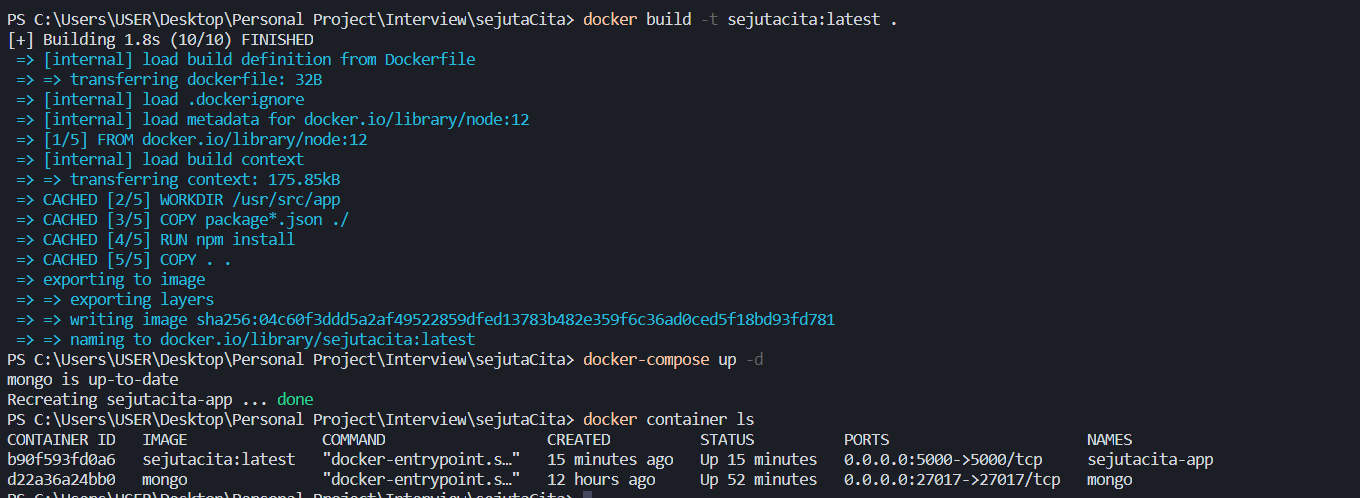 PS C:\Users\USER\Desktop\Personal Project\Interview\sejutaCita> docker build -t sejutacita:latest .
[+] Building 1.8s (10/10) FINISHED
=> [internal] load build definition from Dockerfile
=> => transferring dockerfile: 32B
=> [internal] load .dockerignore
=> [internal] load metadata for docker.io/library/node:12
=> [1/5] FROM docker.io/library/node:12
=> [internal] load build context
=> => transferring context: 175.85kB
=> CACHED [2/5] WORKDIR /usr/src/app
=> CACHED [3/5] COPY package*.json ./
=> CACHED [4/5] RUN npm install
=> CACHED [5/5] COPY . .
=> exporting to image
=> => exporting layers
=> => writing image sha256:04c60f3ddd5a2af49522859dfed13783b482e359f6c36ad0ced5f18bd93fd781
=> => naming to docker.io/library/sejutacita:latest
PS C:\Users\USER\Desktop\Personal Project\Interview\sejutaCita> docker-compose up -d
mongo is up-to-date
Recreating sejutacita-app ... done
PS C:\Users\USER\Desktop\Personal Project\Interview\sejutaCita> docker container ls
CONTAINER ID   IMAGE               COMMAND                  CREATED          STATUS          PORTS                      NAMES
b90f593fd0a6   sejutacita:latest   "docker-entrypoint.s…"   15 minutes ago   Up 15 minutes   0.0.0.0:5000->5000/tcp     sejutacita-app
d22a36a24bb0   mongo               "docker-entrypoint.s…"   12 hours ago     Up 52 minutes   0.0.0.0:27017->27017/tcp   mongo
PS C:\Users\USER\Desktop\Personal Project\Interview\sejutaCita>